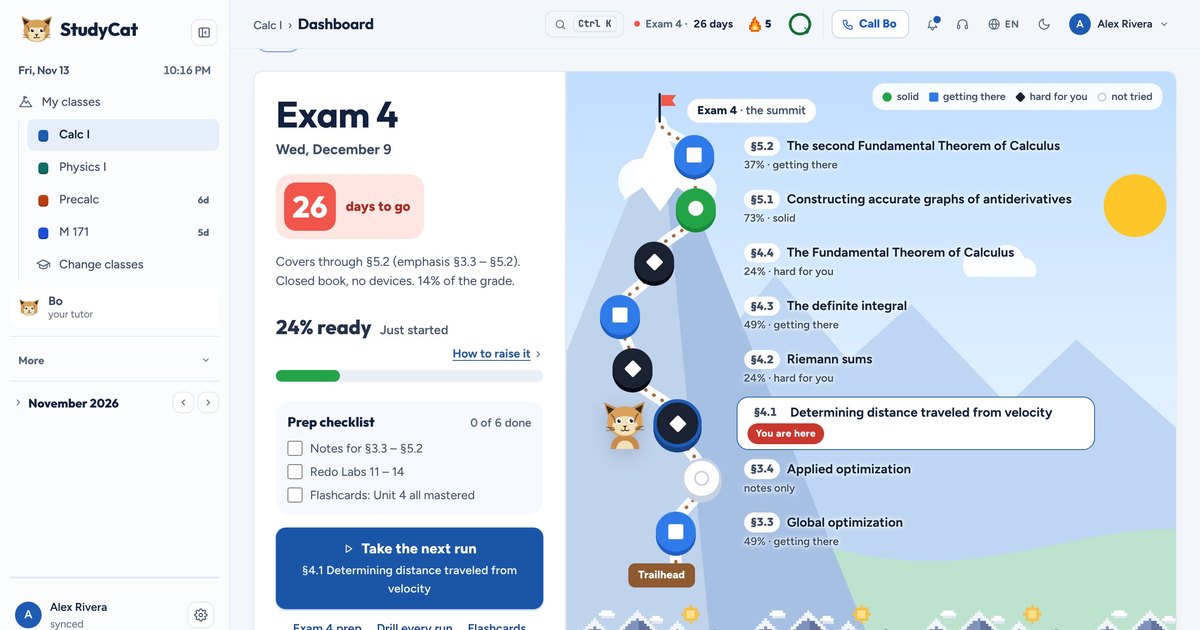 StudyCat
Fri, Nov 13
10:16 PM
My classes
Calc I
Physics I
Precalc
6d
M 171
5d
Change classes
Bo
your tutor
More
November 2026
A
Alex Rivera
synced
Calc I › Dashboard
Ctrl K
Exam 4 · 26 days
5
Call Bo
EN
A
Alex Rivera
Exam 4
Wed, December 9
26
days to go
Covers through §5.2 (emphasis §3.3 – §5.2).
Closed book, no devices. 14% of the grade.
24% ready
Just started
How to raise it ›
Prep checklist
0 of 6 done
Notes for §3.3 – §5.2
Redo Labs 11 – 14
Flashcards: Unit 4 all mastered
Take the next run
§4.1 Determining distance traveled from
velocity
Exam 4 prep
Drill every run
Flashcards
solid
getting there
hard for you
not tried
Exam 4 · the summit
§5.2 The second Fundamental Theorem of Calculus
37% · getting there
§5.1 Constructing accurate graphs of antiderivatives
73% · solid
§4.4 The Fundamental Theorem of Calculus
24% · hard for you
§4.3 The definite integral
49% · getting there
§4.2 Riemann sums
24% · hard for you
§4.1 Determining distance traveled from velocity
You are here
§3.4 Applied optimization
notes only
§3.3 Global optimization
49% · getting there
Trailhead